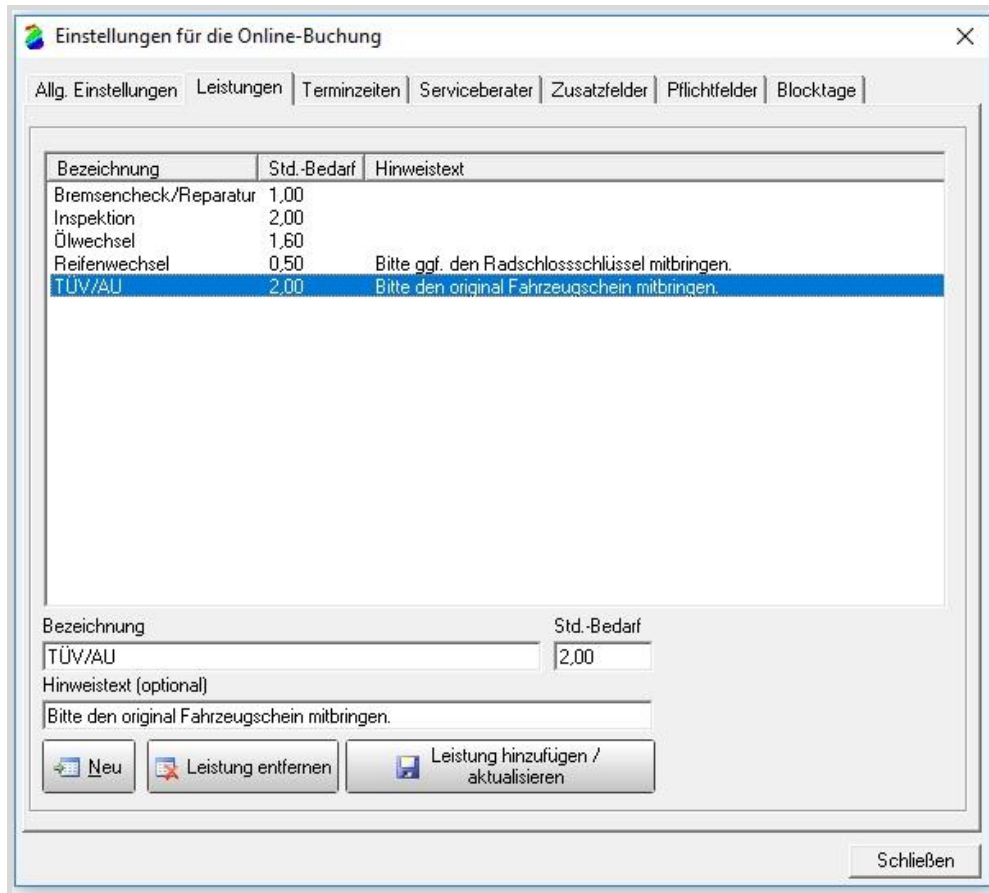 Einstellungen für die Online-Buchung
Allg. Einstellungen Leistungen Terminzeiten Serviceberater Zusatzfelder Pflichtfelder Blocktage
Bezeichnung Std.-Bedarf Hinweistext
Bremsencheck/Reparatur 1,00
Inspektion 2,00
Ölwechsel 1,60
Reifenwechsel 0,50 Bitte ggf. den Radschlossschlüssel mitbringen.
TÜV/AU 2,00 Bitte den original Fahrzeugschein mitbringen.
Bezeichnung Std.-Bedarf
TÜV/AU 2,00
Hinweistext (optional)
Bitte den original Fahrzeugschein mitbringen.
Neu Leistung entfernen Leistung hinzufügen /
aktualisieren
Schließen